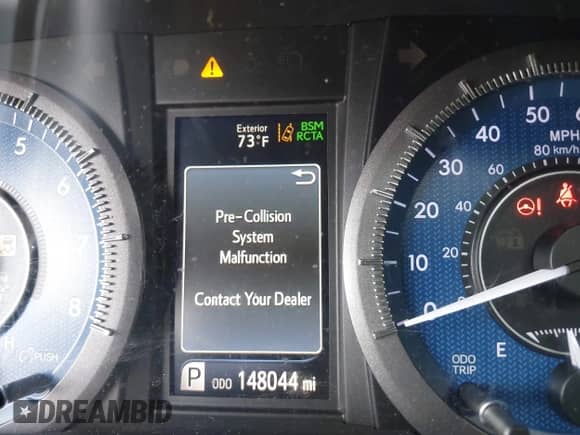 Exterior
73°F
BSM
RCTA
Pre-Collision
System
Malfunction
Contact Your Dealer
P ODO 148044 mi
5
6
7
8
H
PUSH
0
10
20
30
40
50
MPH
80 km/h
60
40
20
0
ODO
TRIP
E
DREAMBID